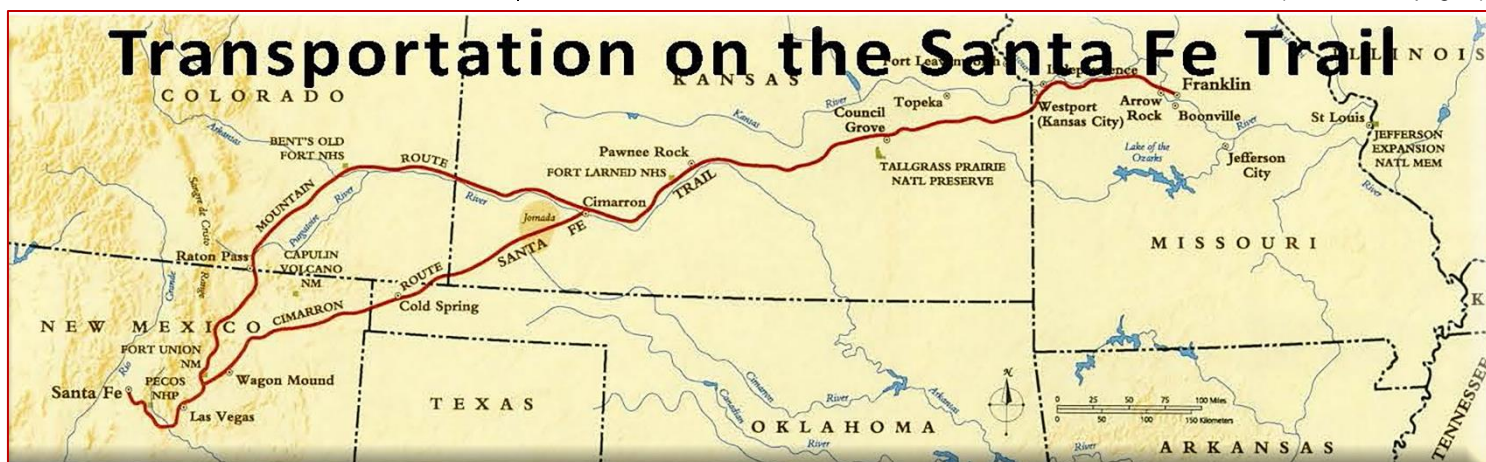 Transportation on the Santa Fe Trail
COLORADO
KANSAS
ILLINOIS
Fort Leavenworth
Independence
Franklin
River
Topeka
Arkansas
Kansas
Council
Grove
Westport
(Kansas City)
Arrow
Rock
Boonville
River
St Louis
JEFFERSON
EXPANSION
NATL MEM
BENT'S OLD
FORT NHS
ROUTE
Pawnee Rock
FORT LARNED NHS
TRAIL
TALLGRASS PRAIRIE
NATL PRESERVE
Lake of the
Ozarks
Jefferson
City
River
Sangre de Cristo
Range
MOUNTAIN
Purgatoire
River
River
Cimarron
Jornada
SANTA FE
MISSOURI
Raton Pass
CAPULIN
VOLCANO
NM
ROUTE
Cold Spring
Grande
Rio
NEW MEXICO
CIMARRON
K
FORT UNION
NM
Wagon Mound
PECOS
NHP
Santa Fe
Las Vegas
TEXAS
Cimarron
River
Canadian
River
Arkansas
OKLAHOMA
N
0 25 50 75 100 Miles
0 50 100 150 Kilometers
River
ARKANSAS
TENNESSEE